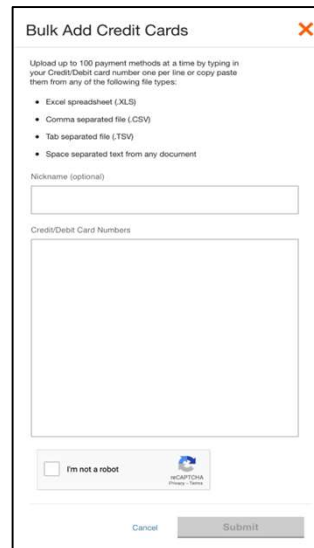 Bulk Add Credit Cards
Upload up to 100 payment methods at a time by typing in
your Credit/Debit card number one per line or copy paste
them from any of the following file types:
• Excel spreadsheet (.XLS)
• Comma separated file (.CSV)
• Tab separated file (.TSV)
• Space separated text from any document
Nickname (optional)
Credit/Debit Card Numbers
I'm not a robot
reCAPTCHA
Privacy - Terms
Cancel
Submit